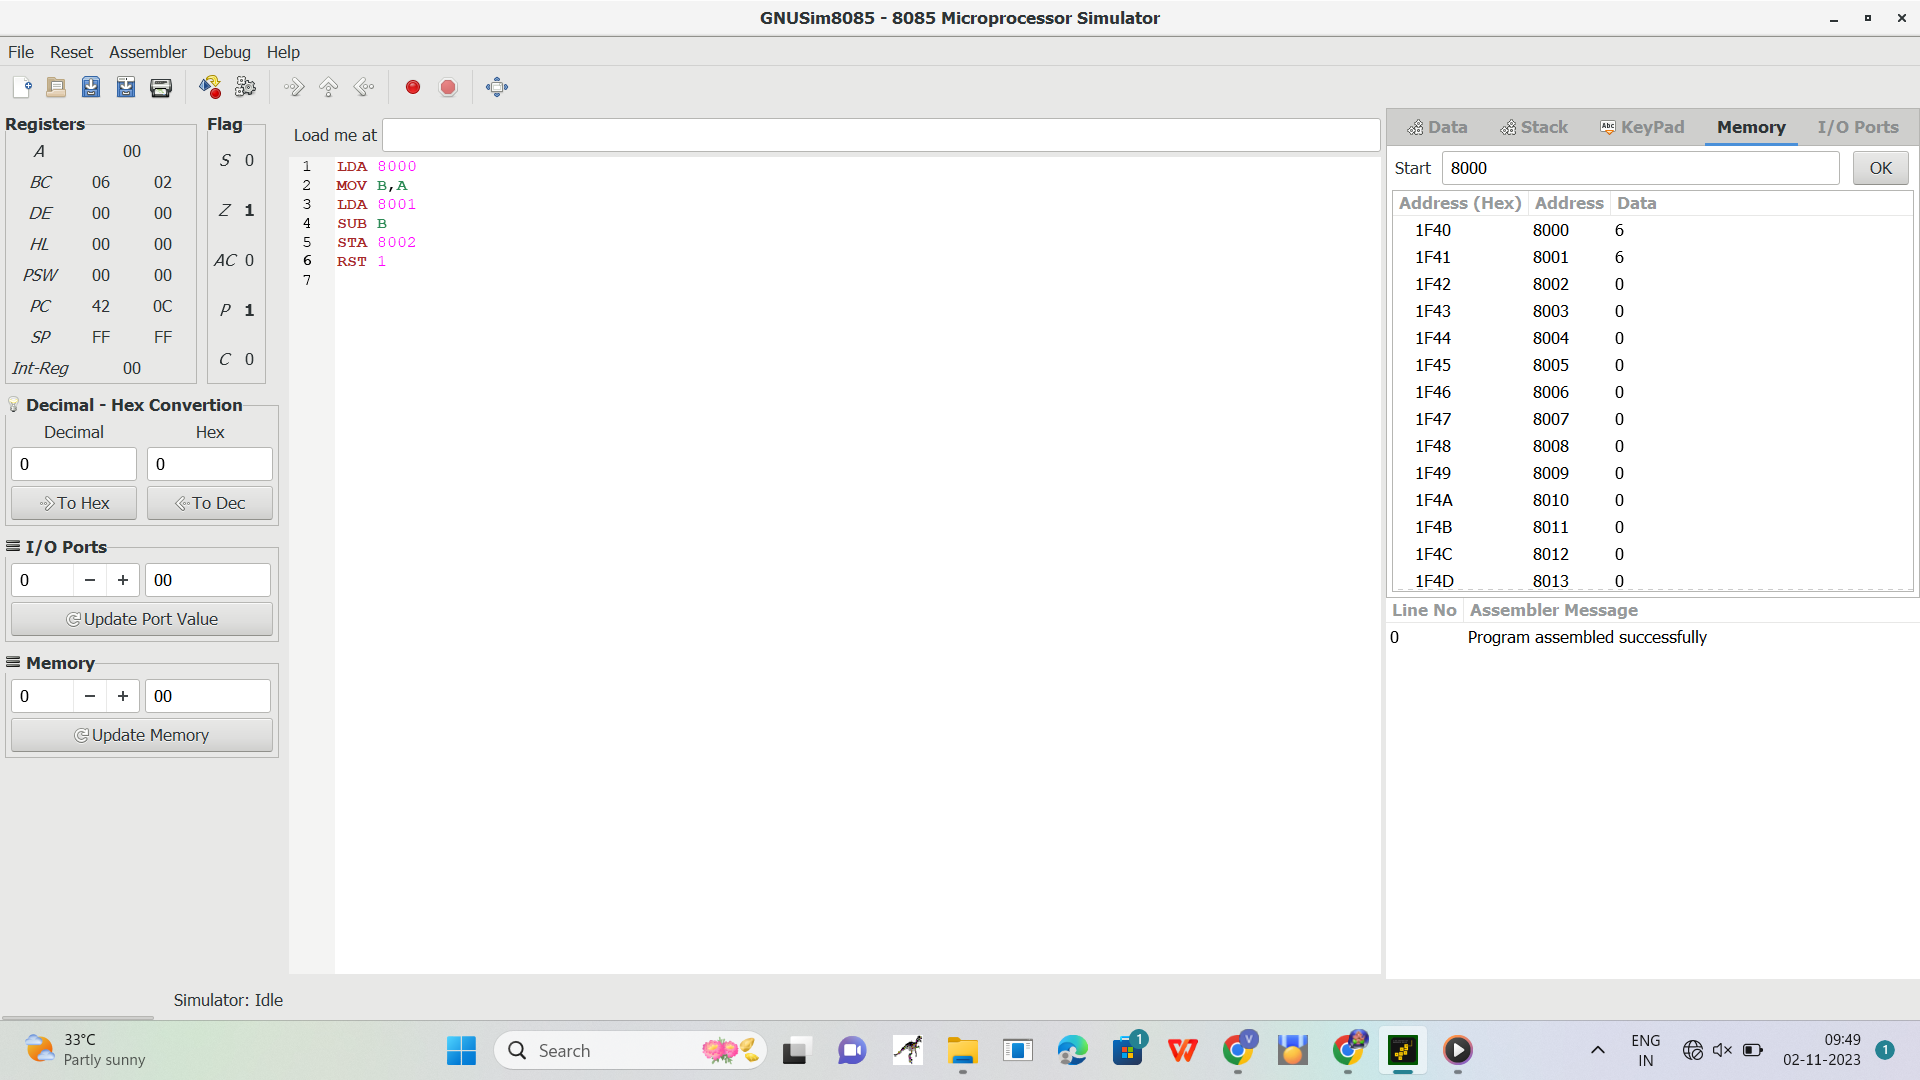 GNUSim8085 - 8085 Microprocessor Simulator
File Reset Assembler Debug Help
Registers
A 00
BC 06 02
DE 00 00
HL 00 00
PSW 00 00
PC 42 0C
SP FF FF
Int-Reg 00
Flag
S 0
Z 1
AC 0
P 1
C 0
Decimal - Hex Convertion
Decimal Hex
0 0
To Hex To Dec
I/O Ports
0 − + 00
Update Port Value
Memory
0 − + 00
Update Memory
Load me at
1 LDA 8000
2 MOV B,A
3 LDA 8001
4 SUB B
5 STA 8002
6 RST 1
7
Data Stack Abc KeyPad Memory I/O Ports
Start 8000 OK
Address (Hex) Address Data
1F40 8000 6
1F41 8001 6
1F42 8002 0
1F43 8003 0
1F44 8004 0
1F45 8005 0
1F46 8006 0
1F47 8007 0
1F48 8008 0
1F49 8009 0
1F4A 8010 0
1F4B 8011 0
1F4C 8012 0
1F4D 8013 0
Line No Assembler Message
0 Program assembled successfully
Simulator: Idle
33°C
Partly sunny
Search
1
V
ENG
IN
09:49
02-11-2023
1